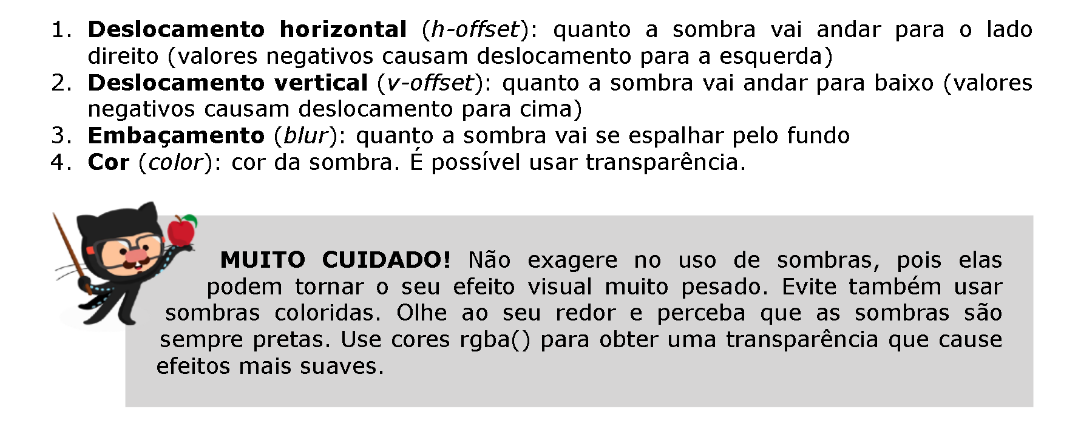 1. Deslocamento horizontal (h-offset): quanto a sombra vai andar para o lado
direito (valores negativos causam deslocamento para a esquerda)
2. Deslocamento vertical (v-offset): quanto a sombra vai andar para baixo (valores
negativos causam deslocamento para cima)
3. Embaçamento (blur): quanto a sombra vai se espalhar pelo fundo
4. Cor (color): cor da sombra. É possível usar transparência.
MUITO CUIDADO! Não exagere no uso de sombras, pois elas
podem tornar o seu efeito visual muito pesado. Evite também usar
sombras coloridas. Olhe ao seu redor e perceba que as sombras são
sempre pretas. Use cores rgba() para obter uma transparência que cause
efeitos mais suaves.